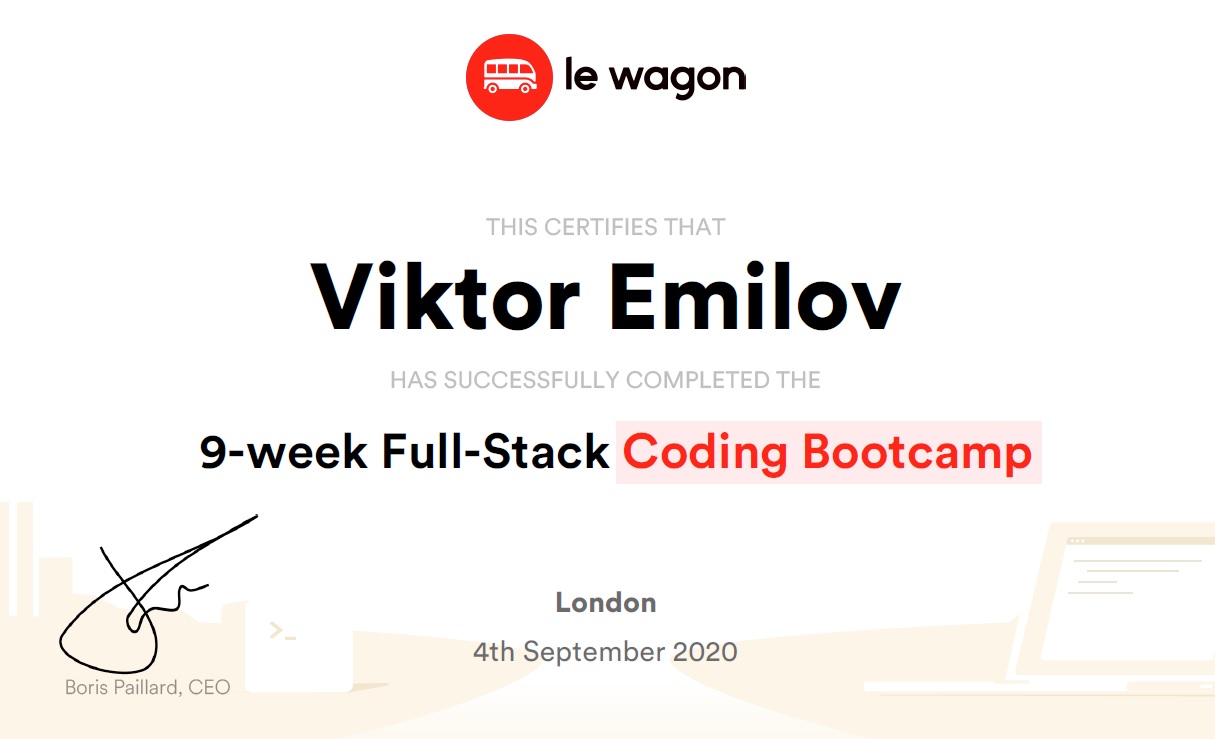 le wagon
THIS CERTIFIES THAT
Viktor Emilov
HAS SUCCESSFULLY COMPLETED THE
9-week Full-Stack Coding Bootcamp
>_
London
4th September 2020
Boris Paillard, CEO